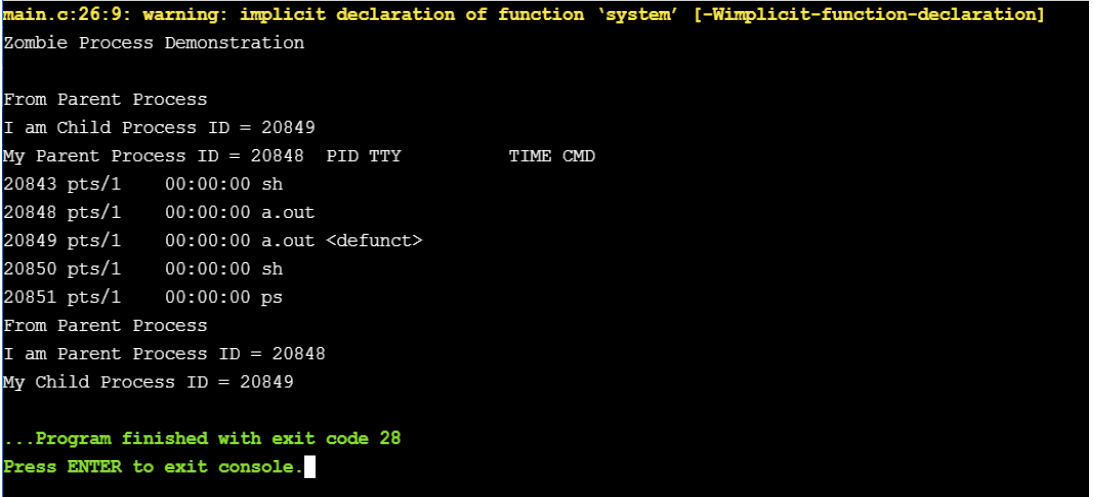 main.c:26:9: warning: implicit declaration of function ‘system’ [-Wimplicit-function-declaration]
Zombie Process Demonstration
From Parent Process
I am Child Process ID = 20849
My Parent Process ID = 20848  PID TTY          TIME CMD
20843 pts/1    00:00:00 sh
20848 pts/1    00:00:00 a.out
20849 pts/1    00:00:00 a.out <defunct>
20850 pts/1    00:00:00 sh
20851 pts/1    00:00:00 ps
From Parent Process
I am Parent Process ID = 20848
My Child Process ID = 20849
...Program finished with exit code 28
Press ENTER to exit console.